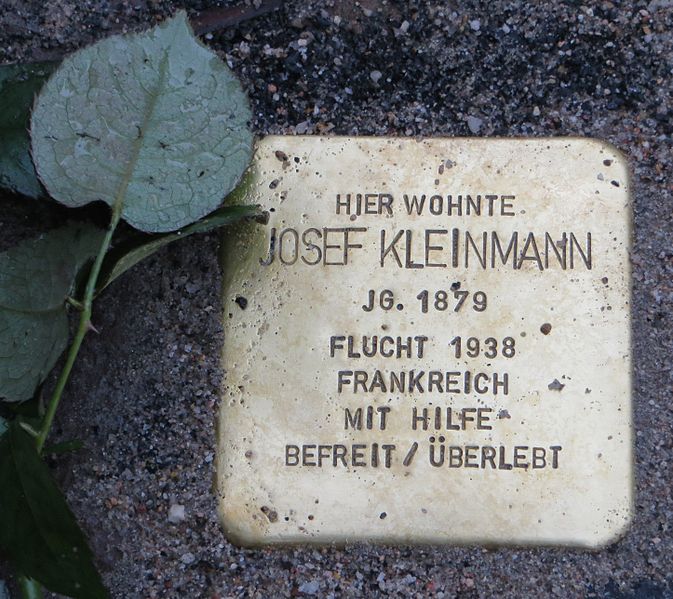 HIER WOHNTE
JOSEF KLEINMANN
JG. 1879
FLUCHT 1938
FRANKREICH
MIT HILFE
BEFREIT / ÜBERLEBT